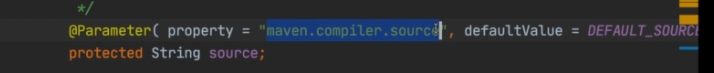 */
@Parameter( property = "maven.compiler.source", defaultValue = DEFAULT_SOURCE
protected String source;